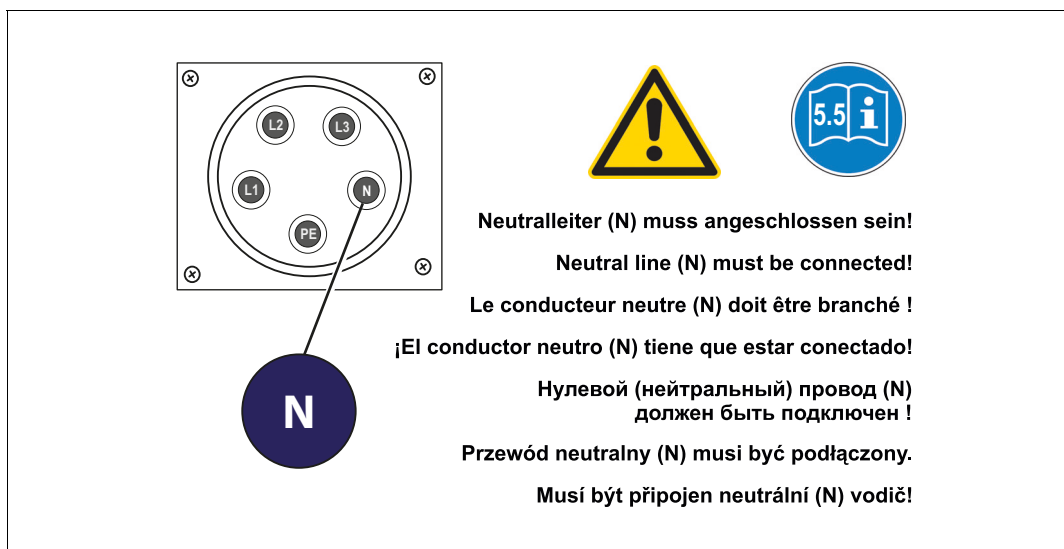 L2
L3
L1
N
PE
N
5.5
i
Neutralleiter (N) muss angeschlossen sein!
Neutral line (N) must be connected!
Le conducteur neutre (N) doit être branché !
¡El conductor neutro (N) tiene que estar conectado!
Нулевой (нейтральный) провод (N)
должен быть подключен !
Przewód neutralny (N) musi być podłączony.
Musí být připojen neutrální (N) vodič!